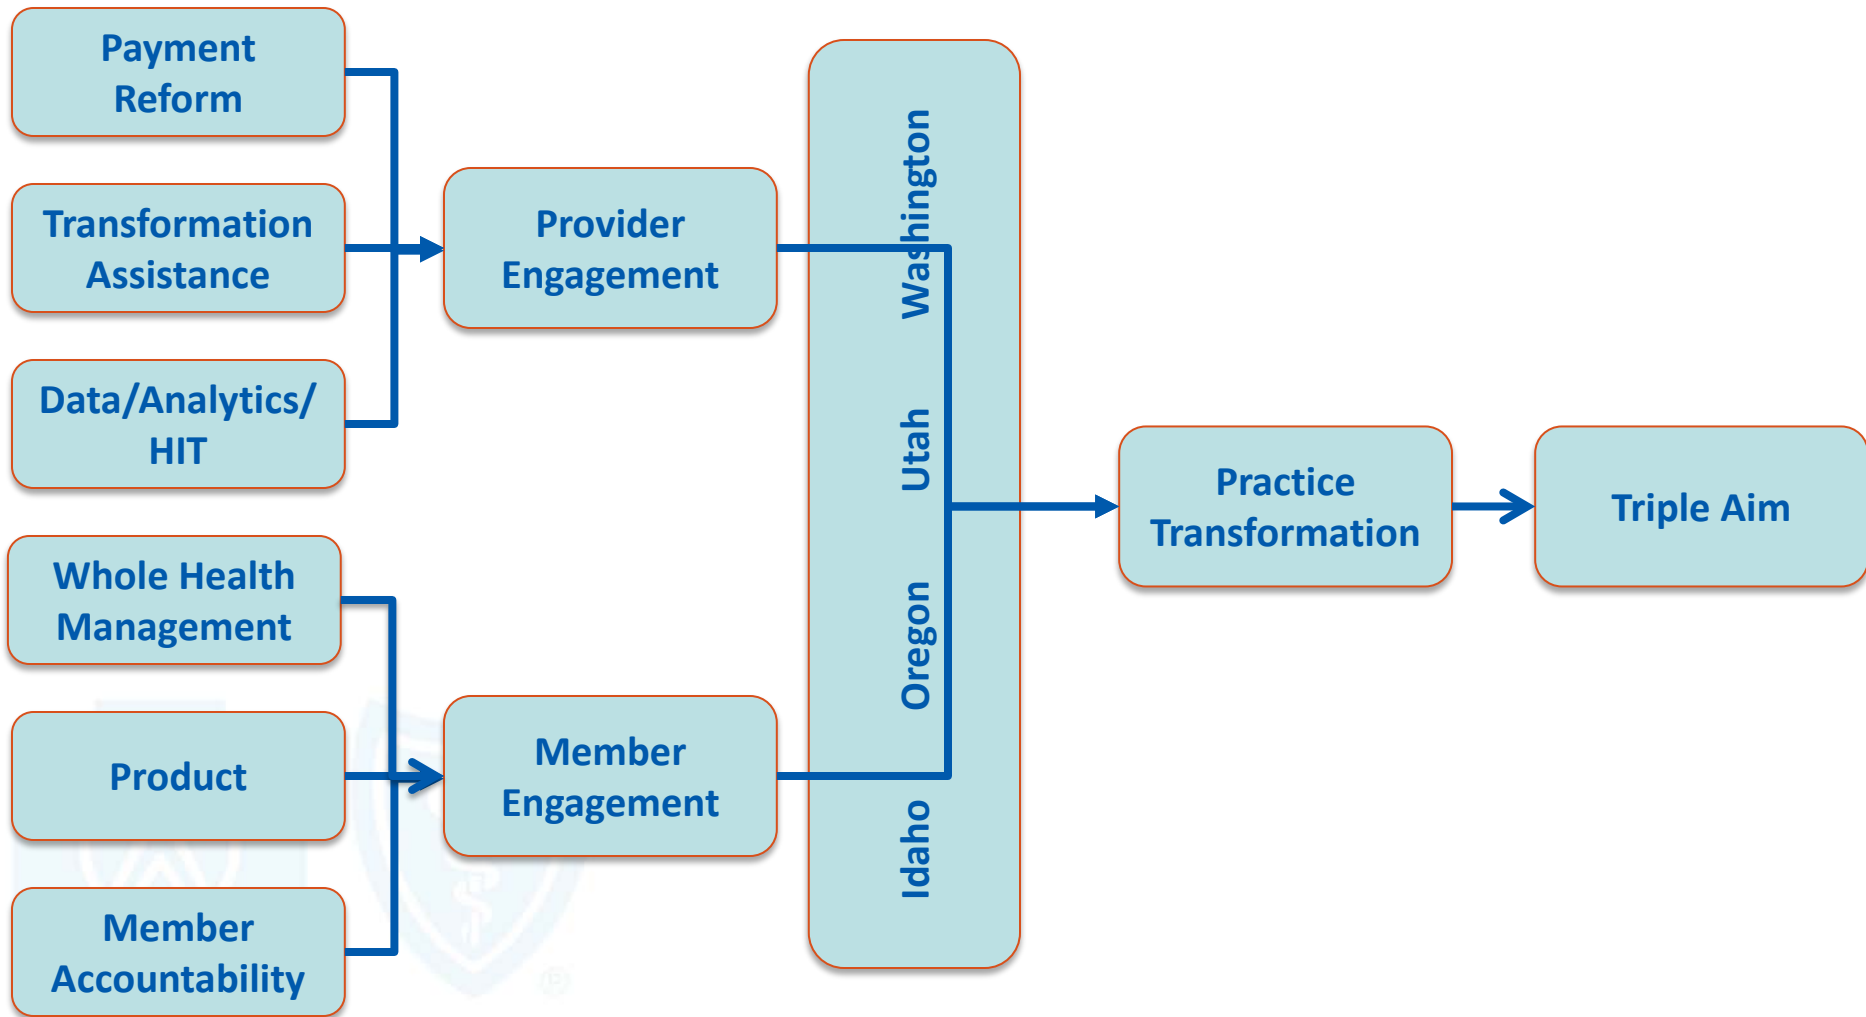 Payment
Reform
Transformation
Assistance
Data/Analytics/
HIT
Whole Health
Management
Product
Member
Accountability
Provider
Engagement
Member
Engagement
Idaho Oregon Utah Washington
Practice
Transformation
Triple Aim
®